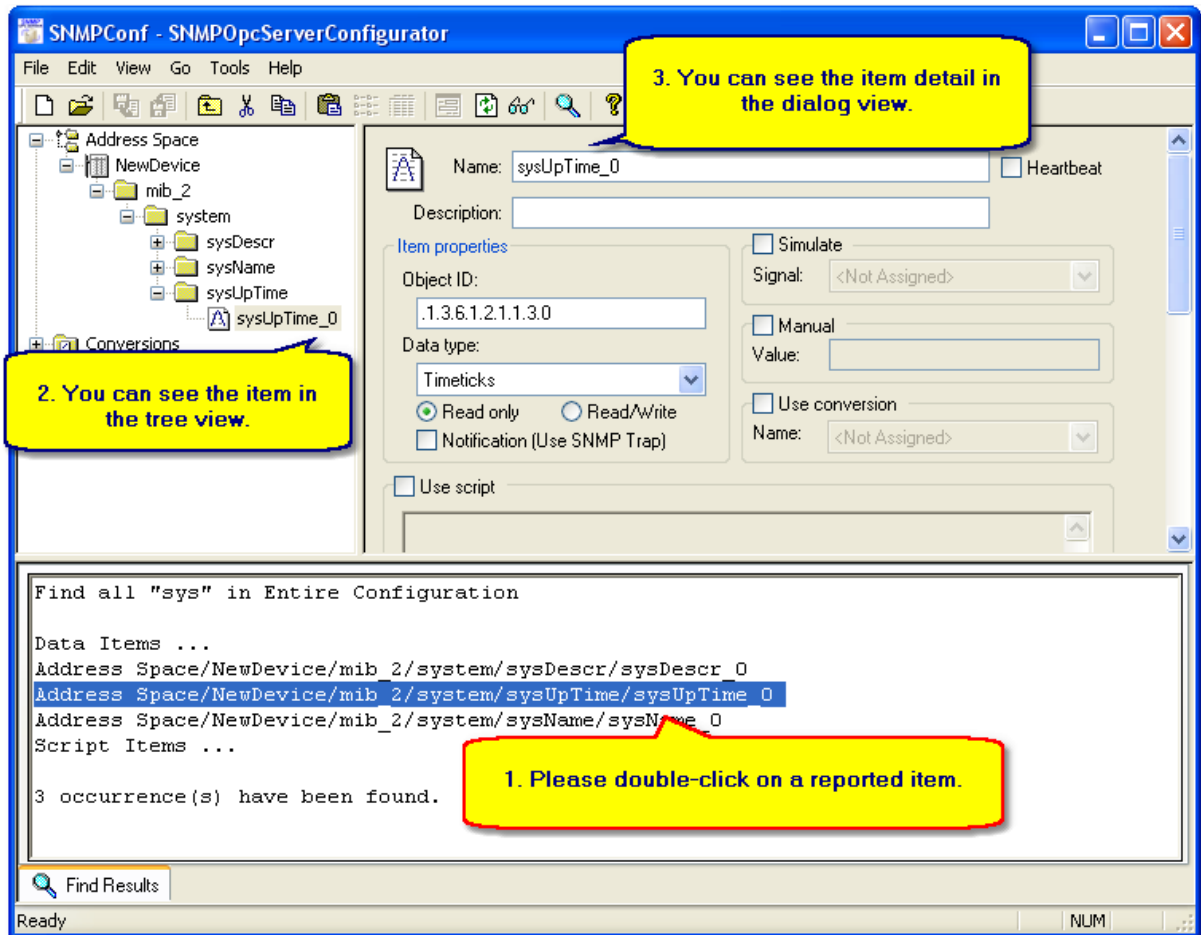 SNMPConf - SNMPOpcServerConfigurator
File Edit View Go Tools Help
3. You can see the item detail in
the dialog view.
Address Space
NewDevice
mib_2
system
sysDescr
sysName
sysUpTime
sysUpTime_0
Conversions
2. You can see the item in
the tree view.
Name: sysUpTime_0
Heartbeat
Description:
Item properties
Object ID:
.1.3.6.1.2.1.1.3.0
Data type:
Timeticks
Read only Read/Write
Notification (Use SNMP Trap)
Simulate
Signal: <Not Assigned>
Manual
Value:
Use conversion
Name: <Not Assigned>
Use script
Find all "sys" in Entire Configuration
Data Items ...
Address Space/NewDevice/mib_2/system/sysDescr/sysDescr_0
Address Space/NewDevice/mib_2/system/sysUpTime/sysUpTime_0
Address Space/NewDevice/mib_2/system/sysName/sysName_0
Script Items ...
1. Please double-click on a reported item.
3 occurrence(s) have been found.
Find Results
Ready
NUM